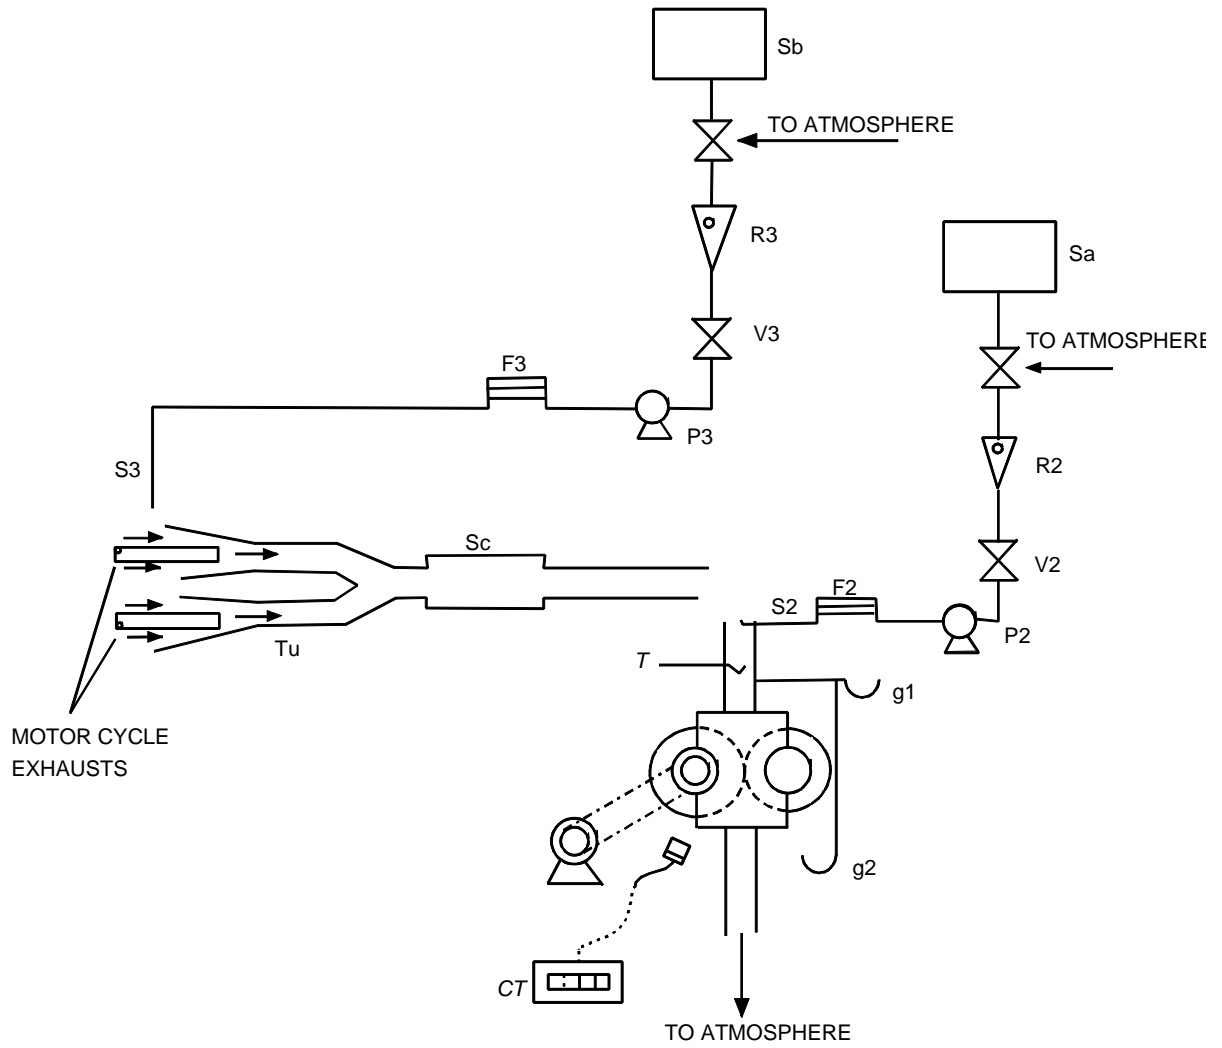 Sb
TO ATMOSPHERE
R3
Sa
V3
TO ATMOSPHERE
F3
P3
R2
S3
Sc
V2
F2
S2
P2
Tu
T
g1
MOTOR CYCLE
EXHAUSTS
g2
CT
TO ATMOSPHERE